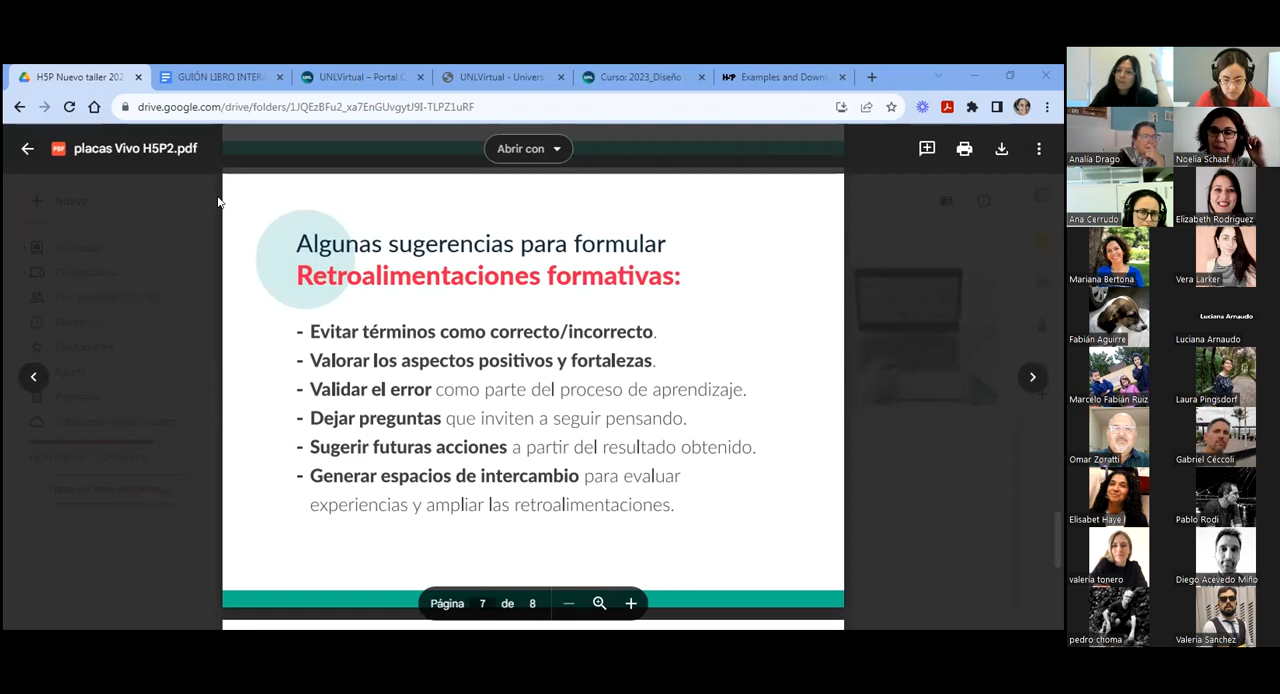 H5P Nuevo taller 202
GUIÓN LIBRO INTERA
UNLVirtual – Portal C
UNLVirtual - Univers
Curso: 2023_Diseño
H-P Examples and Down
drive.google.com/drive/folders/1JQEzBFu2_xa7EnGUvgytJ9I-TLPZ1uRF
PDF placas Vivo H5P2.pdf
Abrir con
Nuevo
Algunas sugerencias para formular
Retroalimentaciones formativas:
- Evitar términos como correcto/incorrecto.
- Valorar los aspectos positivos y fortalezas.
- Validar el error como parte del proceso de aprendizaje.
- Dejar preguntas que inviten a seguir pensando.
- Sugerir futuras acciones a partir del resultado obtenido.
- Generar espacios de intercambio para evaluar
experiencias y ampliar las retroalimentaciones.
Página 7 de 8
Analía Drago
Noelia Schaaf
Ana Cerrudo
Elizabeth Rodriguez
Mariana Bertona
Vera Larker
Luciana Arnaudo
Fabián Aguirre
Luciana Arnaudo
Marcelo Fabián Ruiz
Laura Pingsdorf
Omar Zoratti
Gabriel Céccoli
Elisabet Haye
Pablo Rodi
valeria tonero
Diego Acevedo Miño
pedro choma
Valeria Sanchez